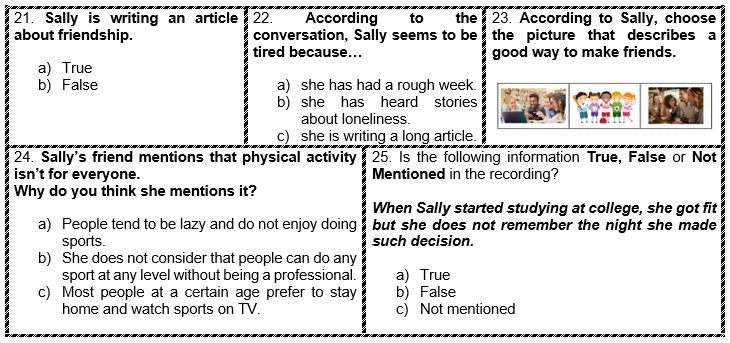 21. Sally is writing an article
about friendship.
a) True
b) False
22. According to the
conversation, Sally seems to be
tired because…
a) she has had a rough week.
b) she has heard stories
about loneliness.
c) she is writing a long article.
23. According to Sally, choose
the picture that describes a
good way to make friends.
24. Sally's friend mentions that physical activity
isn't for everyone.
Why do you think she mentions it?
a) People tend to be lazy and do not enjoy doing
sports.
b) She does not consider that people can do any
sport at any level without being a professional.
c) Most people at a certain age prefer to stay
home and watch sports on TV.
25. Is the following information True, False or Not
Mentioned in the recording?
When Sally started studying at college, she got fit
but she does not remember the night she made
such decision.
a) True
b) False
c) Not mentioned